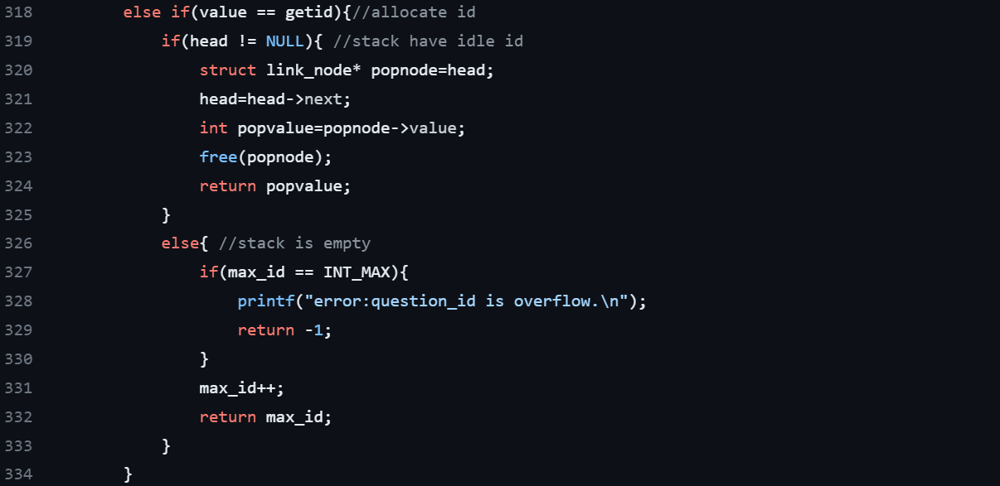 318 else if(value == getid){//allocate id
319 if(head != NULL){ //stack have idle id
320 struct link_node* popnode=head;
321 head=head->next;
322 int popvalue=popnode->value;
323 free(popnode);
324 return popvalue;
325 }
326 else{ //stack is empty
327 if(max_id == INT_MAX){
328 printf("error:question_id is overflow.\n");
329 return -1;
330 }
331 max_id++;
332 return max_id;
333 }
334 }